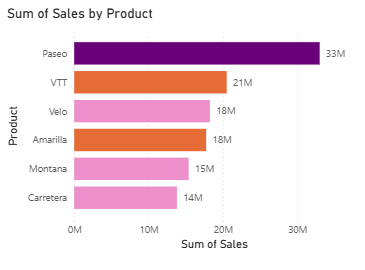 Sum of Sales by Product
Product
Paseo 33M
VTT 21M
Velo 18M
Amarilla 18M
Montana 15M
Carretera 14M
0M 10M 20M 30M
Sum of Sales